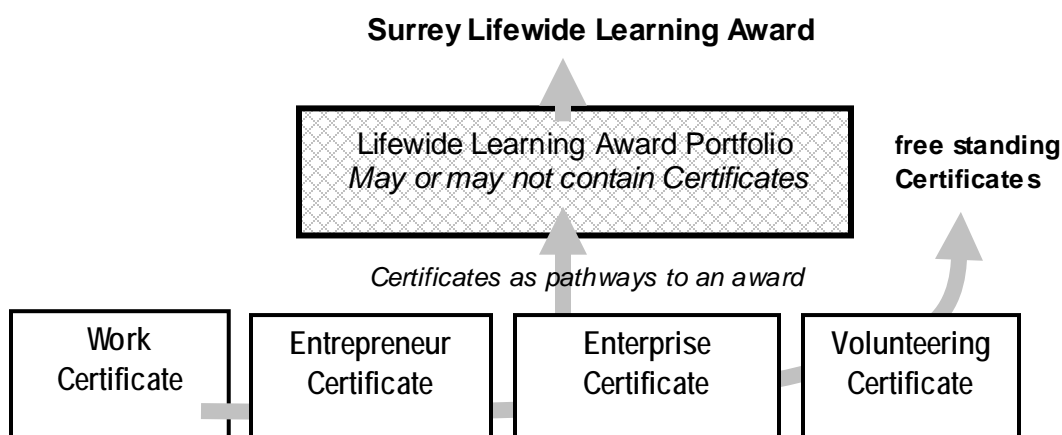 Surrey Lifewide Learning Award
Lifewide Learning Award Portfolio
May or may not contain Certificates
free standing
Certificates
Certificates as pathways to an award
Work
Certificate
Entrepreneur
Certificate
Enterprise
Certificate
Volunteering
Certificate